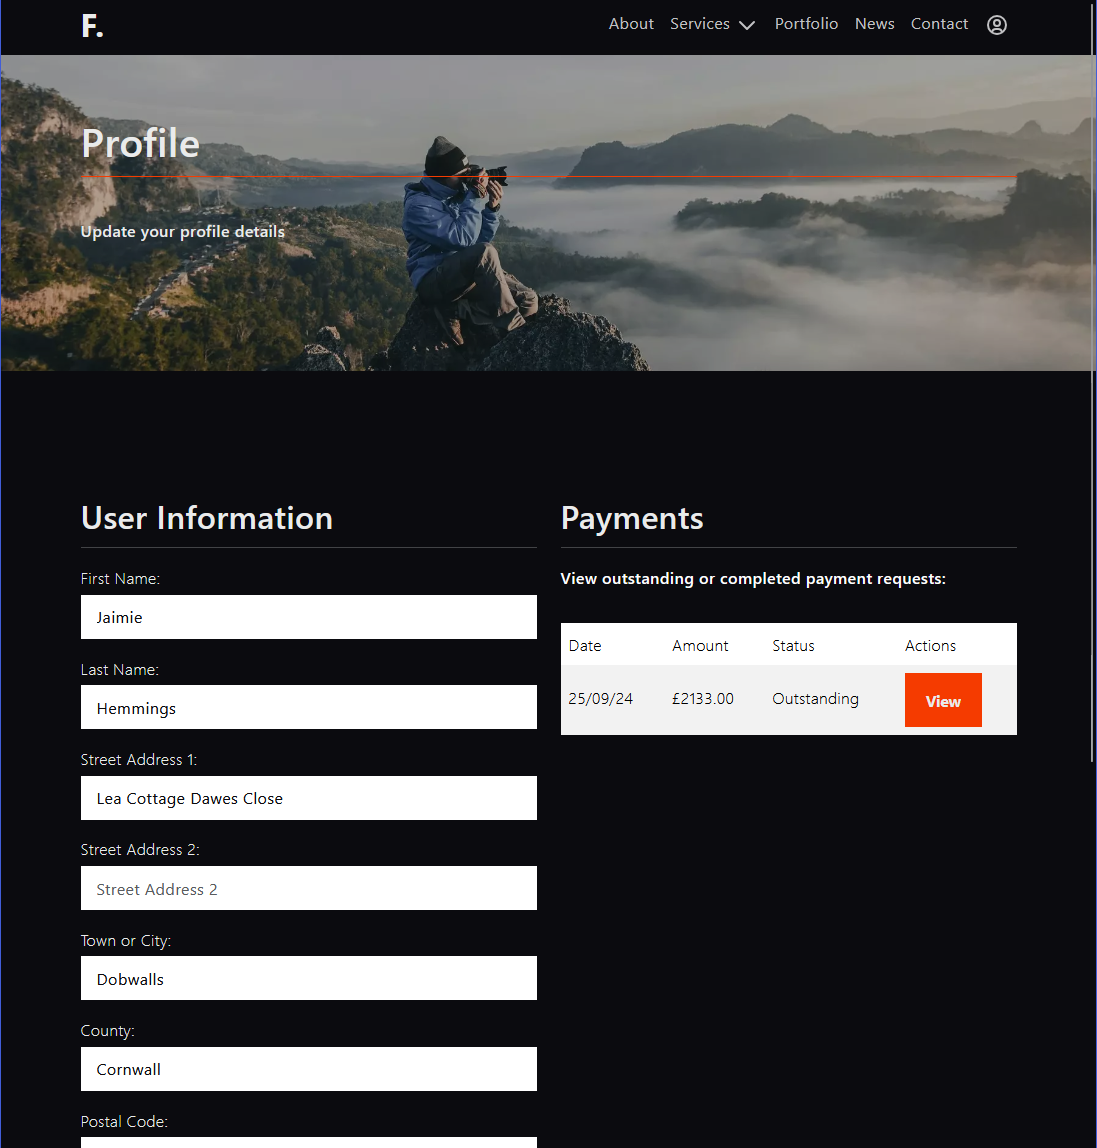 F.
About Services Portfolio News Contact
Profile
Update your profile details
User Information
First Name:
Jaimie
Last Name:
Hemmings
Street Address 1:
Lea Cottage Dawes Close
Street Address 2:
Street Address 2
Town or City:
Dobwalls
County:
Cornwall
Postal Code:
Payments
View outstanding or completed payment requests:
Date Amount Status Actions
25/09/24 £2133.00 Outstanding View